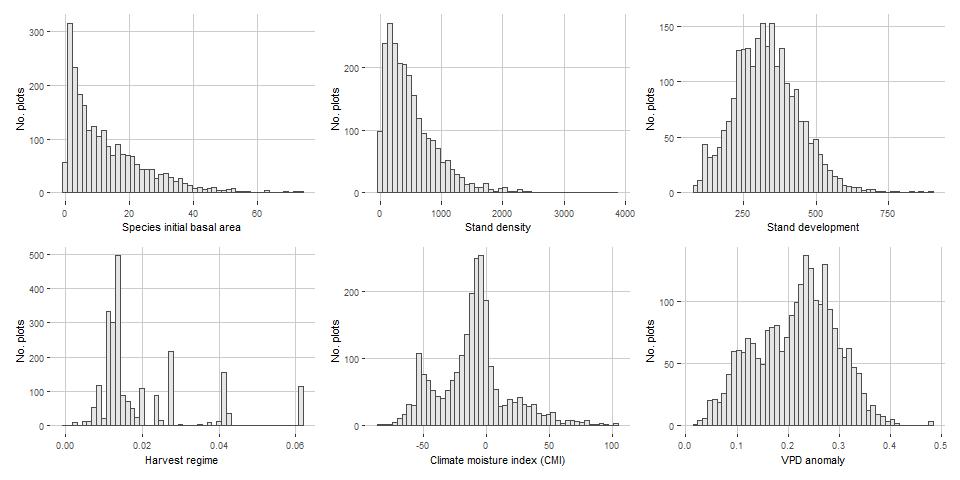 No. plots
300
200
100
0
0 20 40 60
Species initial basal area
No. plots
200
100
0
0 1000 2000 3000 4000
Stand density
No. plots
150
100
50
0
250 500 750
Stand development
No. plots
500
400
300
200
100
0
0.00 0.02 0.04 0.06
Harvest regime
No. plots
200
100
0
-50 0 50 100
Climate moisture index (CMI)
No. plots
100
50
0
0.0 0.1 0.2 0.3 0.4 0.5
VPD anomaly